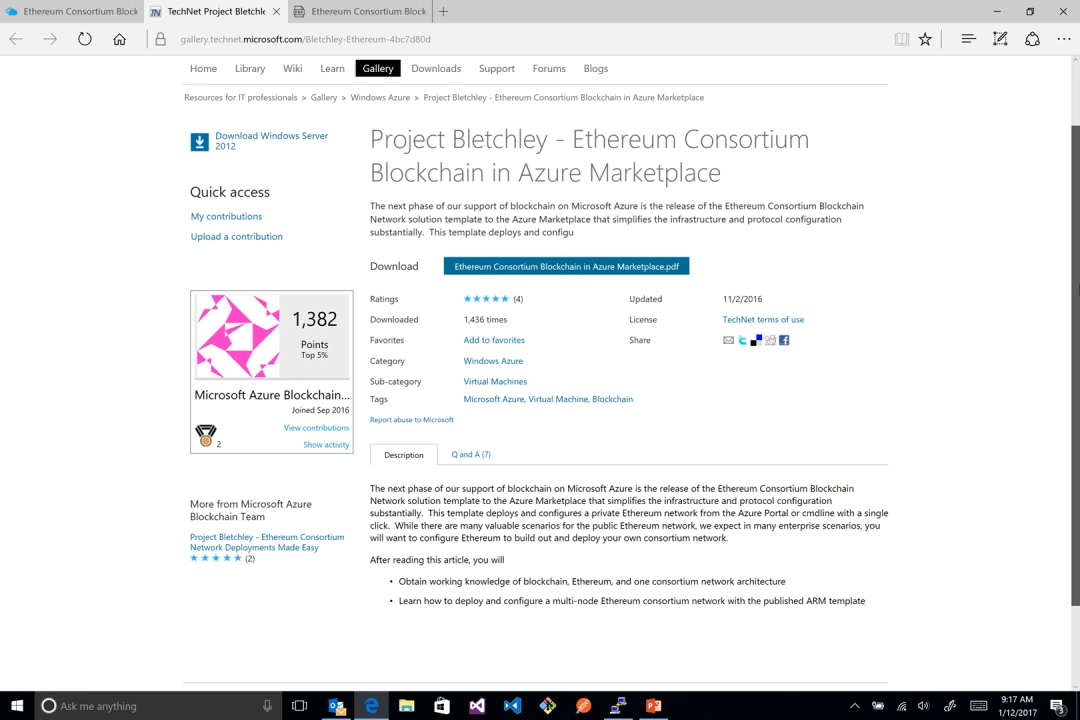 Ethereum Consortium Block
TechNet Project Bletchle
Ethereum Consortium Block
gallery.technet.microsoft.com/Bletchley-Ethereum-4bc7d80d
Home Library Wiki Learn Gallery Downloads Support Forums Blogs
Resources for IT professionals > Gallery > Windows Azure > Project Bletchley - Ethereum Consortium Blockchain in Azure Marketplace
Download Windows Server
2012
Quick access
My contributions
Upload a contribution
1,382
Points
Top 5%
Microsoft Azure Blockchain...
Joined Sep 2016
View contributions
2
Show activity
More from Microsoft Azure
Blockchain Team
Project Bletchley - Ethereum Consortium
Network Deployments Made Easy
(2)
Project Bletchley - Ethereum Consortium
Blockchain in Azure Marketplace
The next phase of our support of blockchain on Microsoft Azure is the release of the Ethereum Consortium Blockchain
Network solution template to the Azure Marketplace that simplifies the infrastructure and protocol configuration
substantially. This template deploys and configu
Download Ethereum Consortium Blockchain in Azure Marketplace.pdf
Ratings (4) Updated 11/2/2016
Downloaded 1,436 times License TechNet terms of use
Favorites Add to favorites Share
Category Windows Azure
Sub-category Virtual Machines
Tags Microsoft Azure, Virtual Machine, Blockchain
Report abuse to Microsoft
Description Q and A (7)
The next phase of our support of blockchain on Microsoft Azure is the release of the Ethereum Consortium Blockchain
Network solution template to the Azure Marketplace that simplifies the infrastructure and protocol configuration
substantially. This template deploys and configures a private Ethereum network from the Azure Portal or cmdline with a single
click. While there are many valuable scenarios for the public Ethereum network, we expect in many enterprise scenarios, you
will want to configure Ethereum to build out and deploy your own consortium network.
After reading this article, you will
• Obtain working knowledge of blockchain, Ethereum, and one consortium network architecture
• Learn how to deploy and configure a multi-node Ethereum consortium network with the published ARM template
Ask me anything
9:17 AM
1/12/2017
3